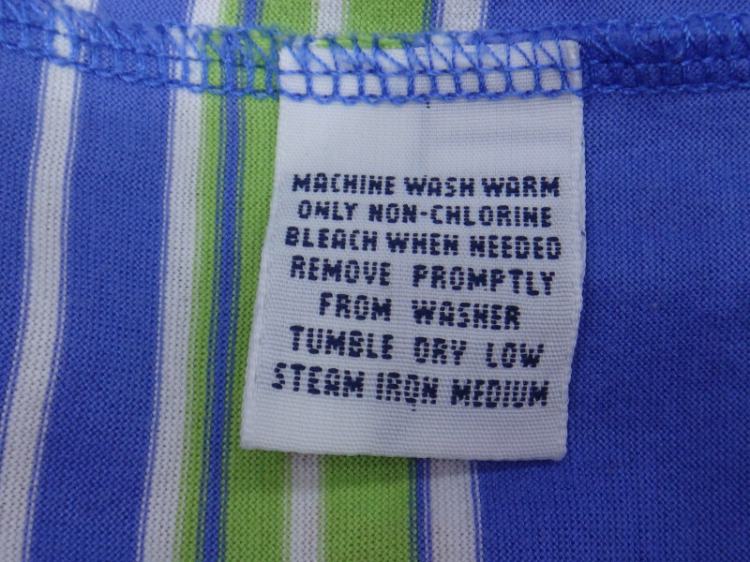 MACHINE WASH WARM
ONLY NON-CHLORINE
BLEACH WHEN NEEDED
REMOVE PROMPTLY
FROM WASHER
TUMBLE DRY LOW
STEAM IRON MEDIUM